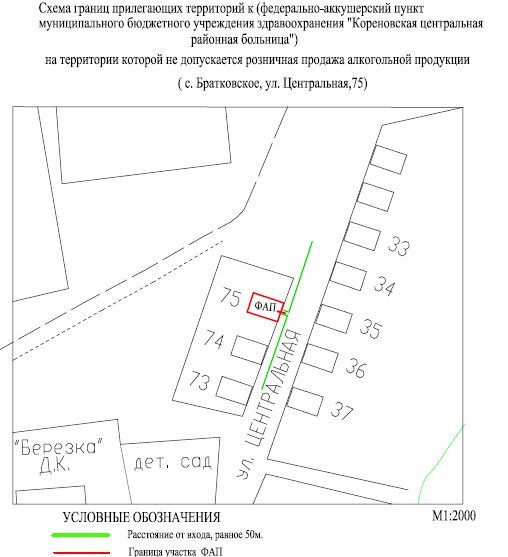 Схема границ прилегающих территорий к (федерально-аккушерский пункт
муниципального бюджетного учреждения здравоохранения "Кореновская центральная
районная больница")
на территории которой не допускается розничная продажа алкогольной продукции
( с. Братковское, ул. Центральная,75)
33
75
ФАП
34
35
74
36
73
37
ул. ЦЕНТРАЛЬНАЯ
"Березка"
Д.К.
дет. сад
УСЛОВНЫЕ ОБОЗНАЧЕНИЯ
М1:2000
Расстояние от входа, равное 50м.
Граница участка ФАП